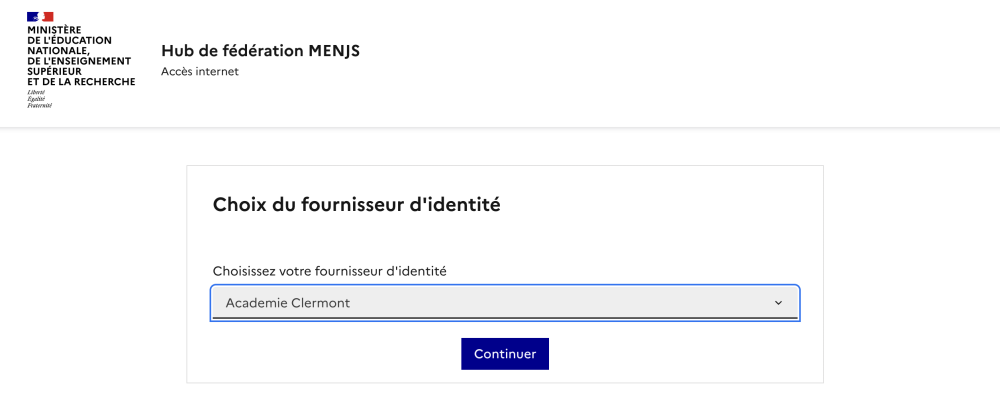 MINISTÈRE
DE L'ÉDUCATION
NATIONALE,
DE L'ENSEIGNEMENT
SUPÉRIEUR
ET DE LA RECHERCHE
Liberté
Égalité
Fraternité
Hub de fédération MENJS
Accès internet
Choix du fournisseur d'identité
Choisissez votre fournisseur d'identité
Academie Clermont
Continuer